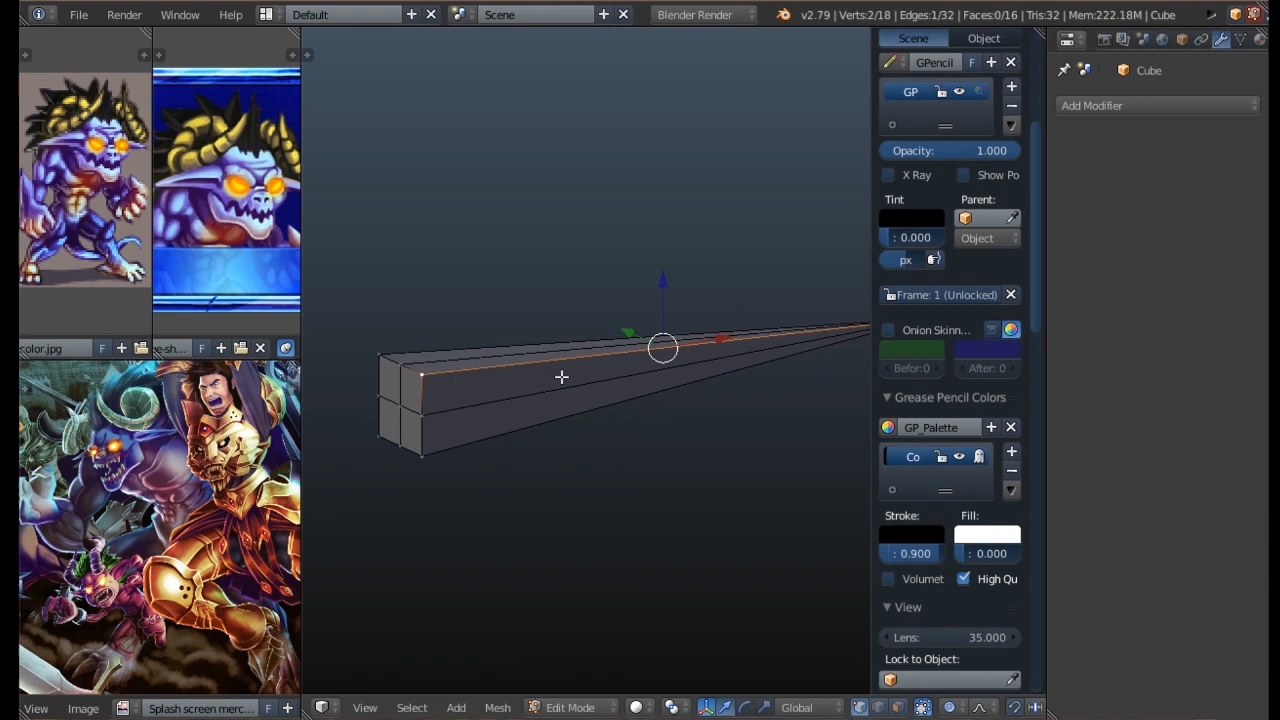 File Render Window Help Default Scene Blender Render v2.79 | Verts:2/18 | Edges:1/32 | Faces:0/16 | Tris:32 | Mem:222.18M | Cube
Scene Object
GPencil F
GP
Opacity: 1.000
X Ray Show Po
Tint Parent:
: 0.000 Object
px
Frame: 1 (Unlocked)
Onion Skinn...
Befor:0 After: 0
Grease Pencil Colors
GP_Palette
Co
Stroke: Fill:
: 0.900 : 0.000
Volumet High Qu
View
Lens: 35.000
Lock to Object:
Cube
Add Modifier
color.jpg F
e-sh... F
View Image Splash screen merc... F
View Select Add Mesh Edit Mode Global